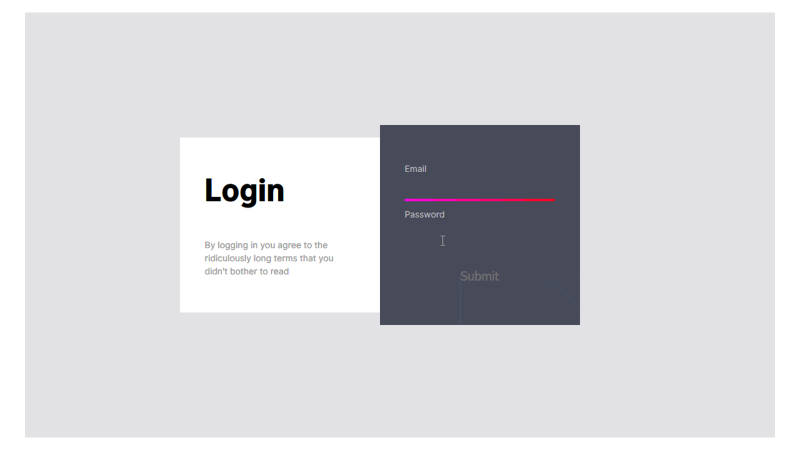 Login
By logging in you agree to the
ridiculously long terms that you
didn't bother to read
Email
Password
Submit